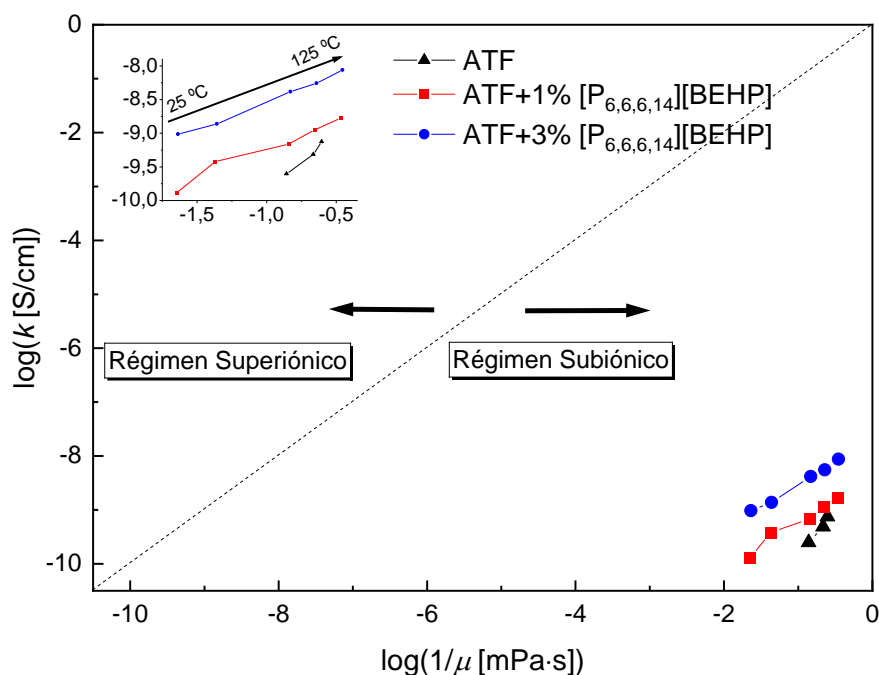 0
-2
-4
-6
-8
-10
log(k [S/cm])
-8,0
-8,5
-9,0
-9,5
-10,0
-1,5 -1,0 -0,5
25 ºC
125 ºC
ATF
ATF+1% [P6,6,6,14][BEHP]
ATF+3% [P6,6,6,14][BEHP]
Régimen Superiónico
Régimen Subiónico
-10 -8 -6 -4 -2 0
log(1/μ [mPa·s])